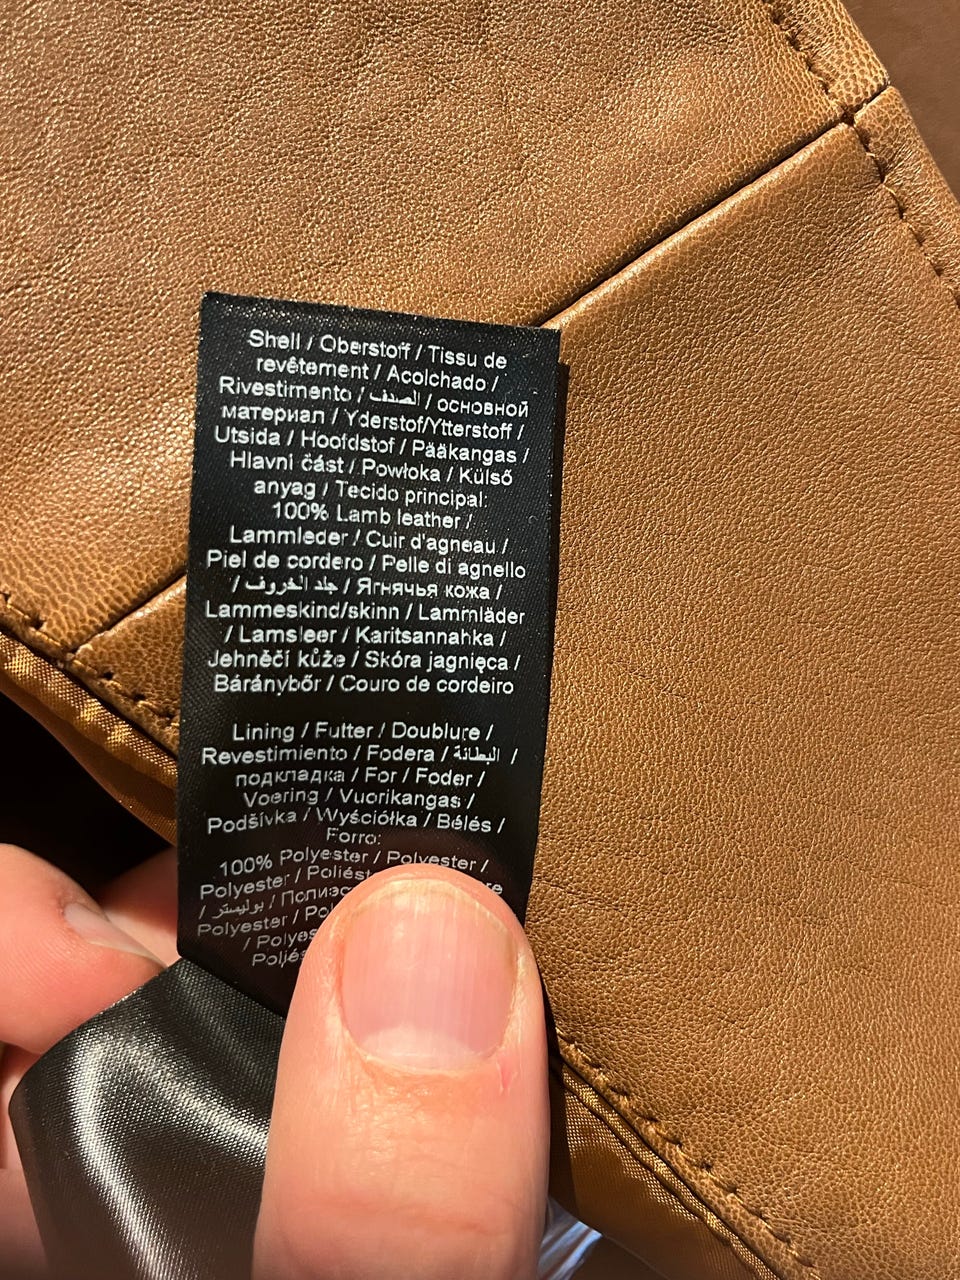 Shell / Oberstoff / Tissu de
revêtement / Acolchado /
Rivestimento / الصدف / основной
материал / Yderstof/Ytterstoff /
Utsida / Hoofdstof / Pääkangas /
Hlavní část / Powłoka / Külső
anyag / Tecido principal:
100% Lamb leather /
Lammleder / Cuir d'agneau /
Piel de cordero / Pelle di agnello
/ جلد الخروف / Ягнячья кожа /
Lammeskind/skinn / Lammläder
/ Lamsleer / Karitsannahka /
Jehněčí kůže / Skóra jagnięca /
Báránybőr / Couro de cordeiro
Lining / Futter / Doublure /
Revestimiento / Fodera / البطانة /
подкладка / For / Foder /
Voering / Vuorikangas /
Podšívka / Wyściółka / Bélés /
Forro:
100% Polyester / Polyester /
Polyester /
/ بوليستر /
Polyester /
/